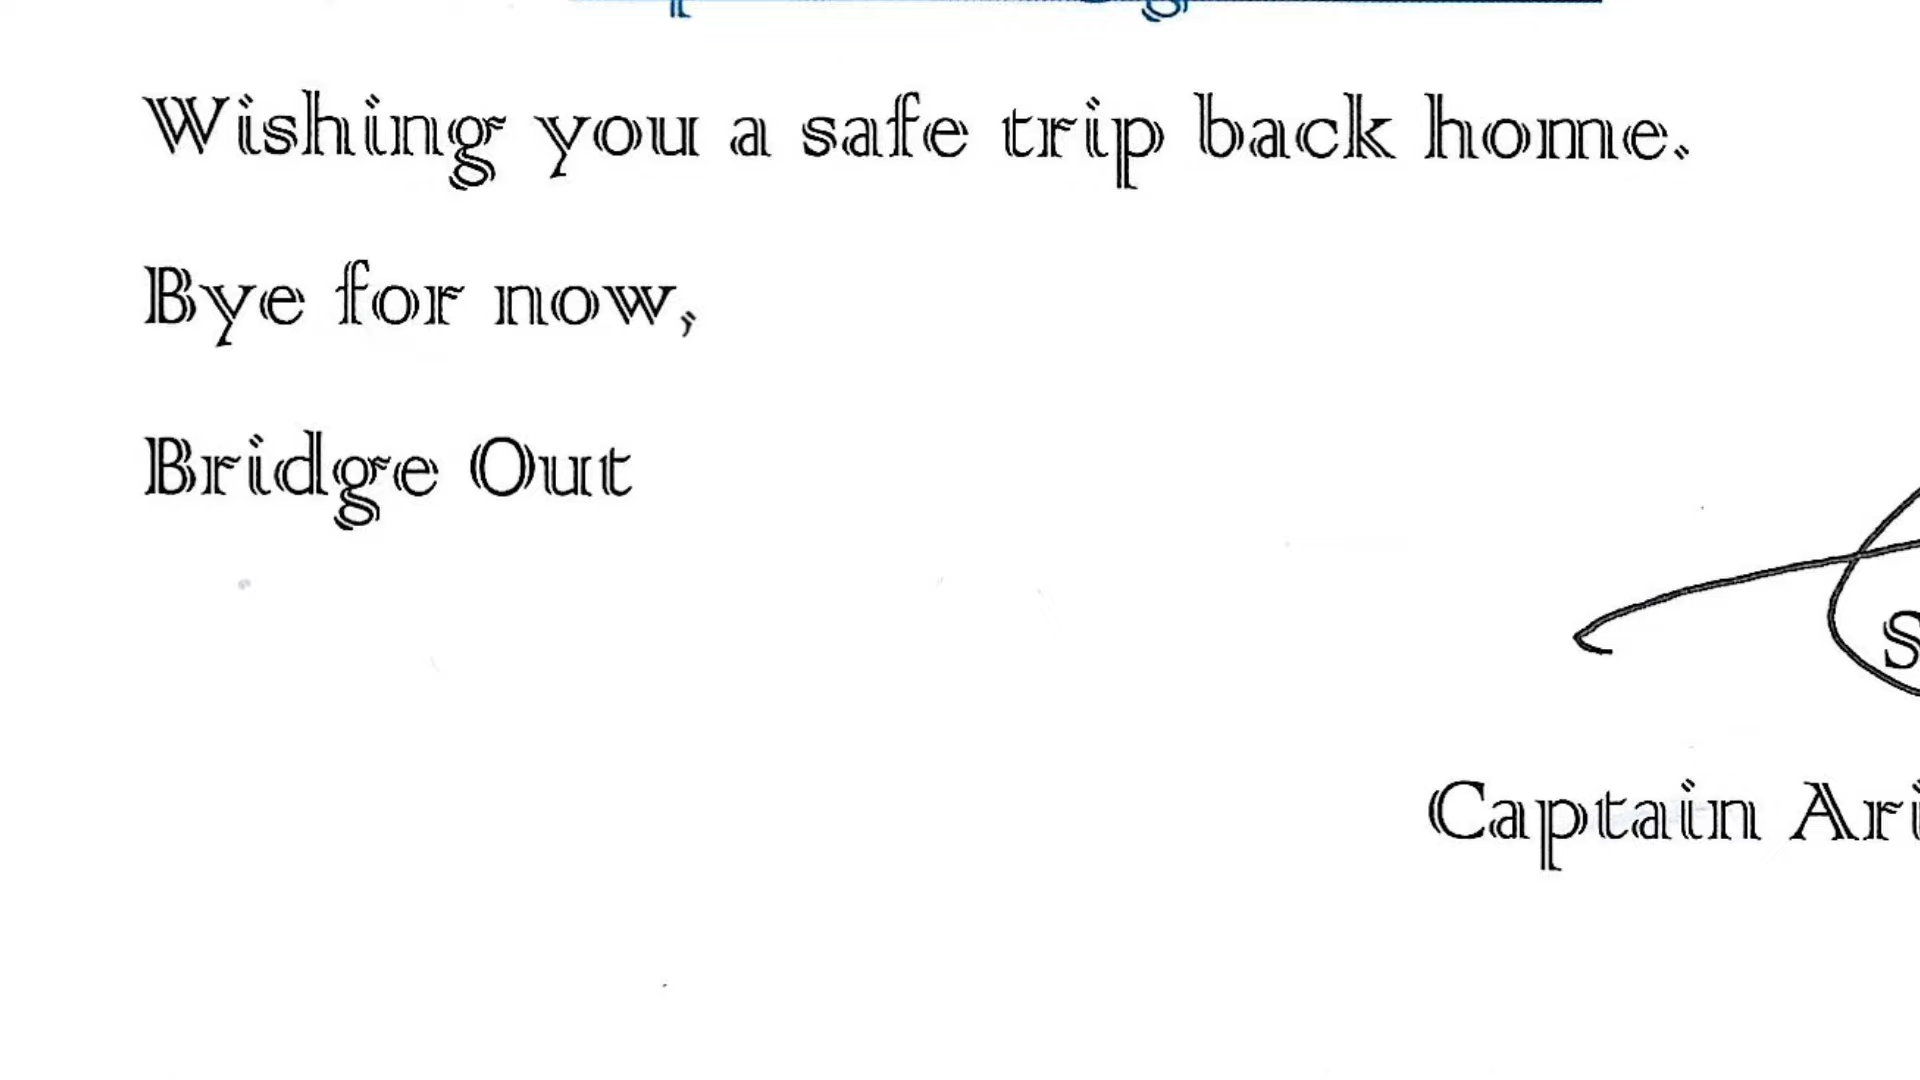 Wishing you a safe trip back home.
Bye for now,
Bridge Out
Captain